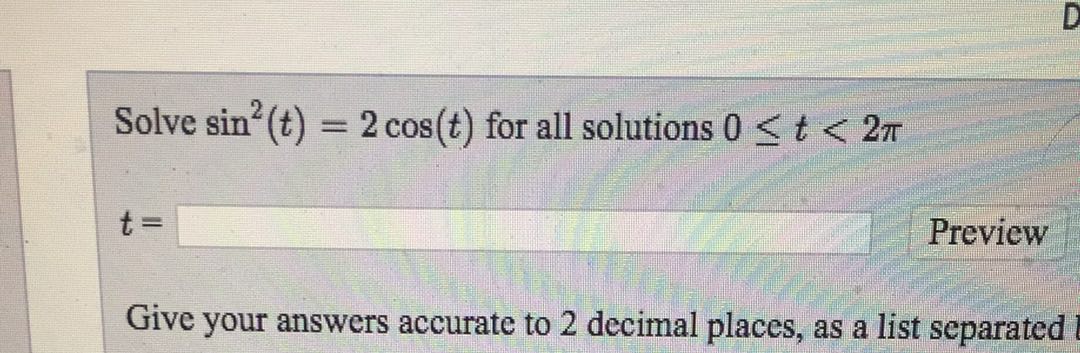 D
Solve sin²(t) = 2 cos(t) for all solutions 0 ≤ t < 2π
t =
Preview
Give your answers accurate to 2 decimal places, as a list separated